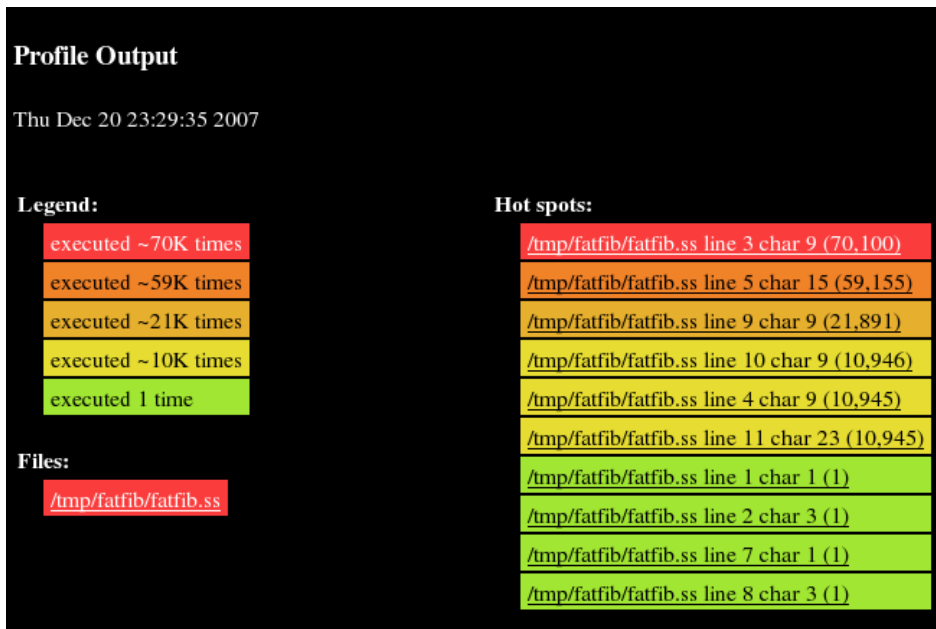 Profile Output
Thu Dec 20 23:29:35 2007
Legend:
executed ~70K times
executed ~59K times
executed ~21K times
executed ~10K times
executed 1 time
Files:
/tmp/fatfib/fatfib.ss
Hot spots:
/tmp/fatfib/fatfib.ss line 3 char 9 (70,100)
/tmp/fatfib/fatfib.ss line 5 char 15 (59,155)
/tmp/fatfib/fatfib.ss line 9 char 9 (21,891)
/tmp/fatfib/fatfib.ss line 10 char 9 (10,946)
/tmp/fatfib/fatfib.ss line 4 char 9 (10,945)
/tmp/fatfib/fatfib.ss line 11 char 23 (10,945)
/tmp/fatfib/fatfib.ss line 1 char 1 (1)
/tmp/fatfib/fatfib.ss line 2 char 3 (1)
/tmp/fatfib/fatfib.ss line 7 char 1 (1)
/tmp/fatfib/fatfib.ss line 8 char 3 (1)